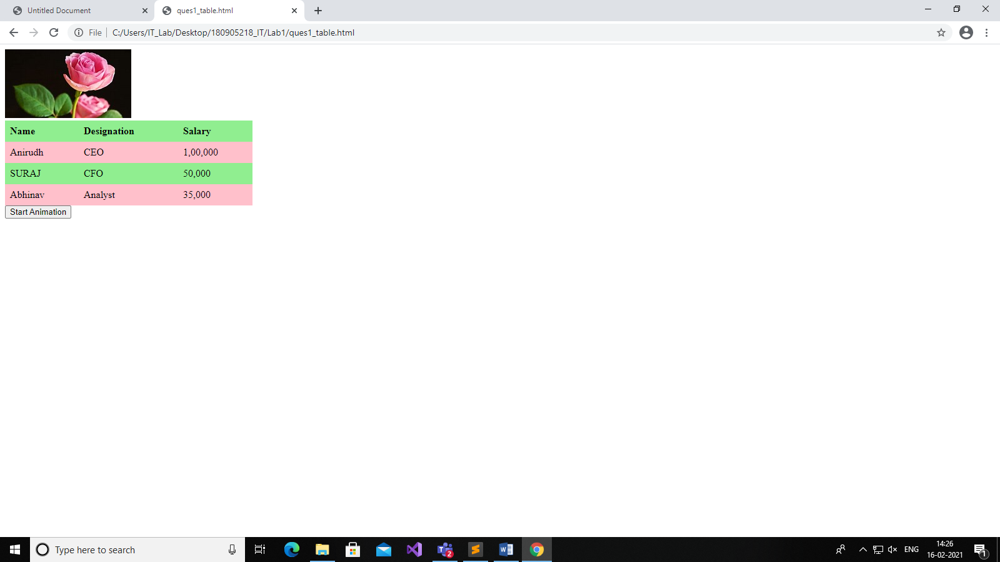 Untitled Document
ques1_table.html
File
C:/Users/IT_Lab/Desktop/180905218_IT/Lab1/ques1_table.html
Name Designation Salary
Anirudh CEO 1,00,000
SURAJ CFO 50,000
Abhinav Analyst 35,000
Start Animation
Type here to search
T
2
W
ENG
14:26
16-02-2021
1